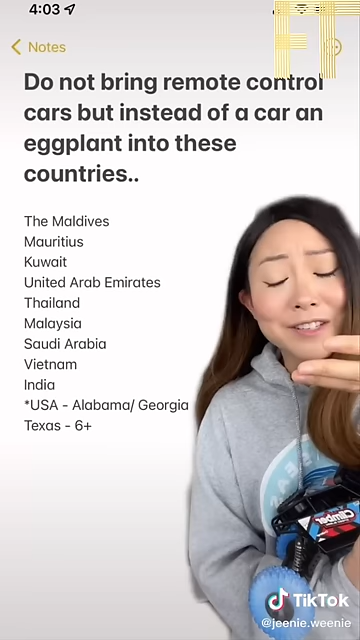 4:03
Notes
Do not bring remote control
cars but instead of a car an
eggplant into these
countries..
The Maldives
Mauritius
Kuwait
United Arab Emirates
Thailand
Malaysia
Saudi Arabia
Vietnam
India
*USA - Alabama/ Georgia
Texas - 6+
Climber
TikTok
@jeenie.weenie